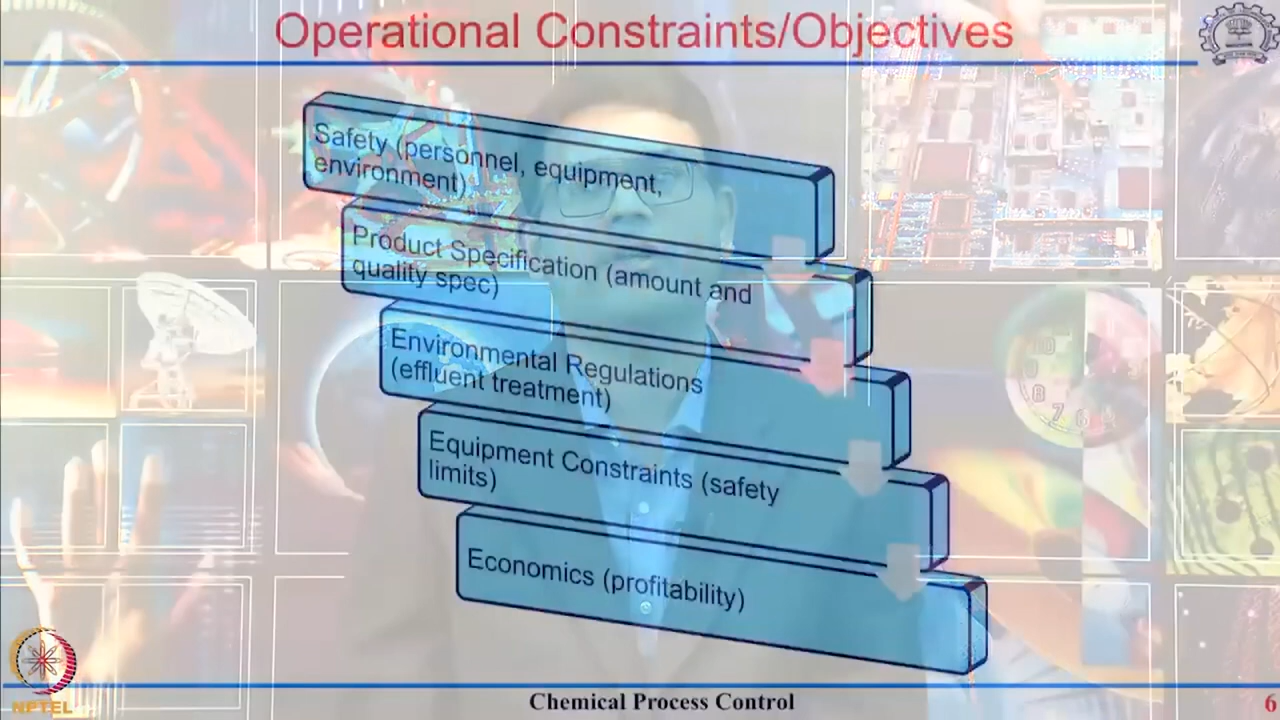 Operational Constraints/Objectives
Safety (personnel, equipment,
environment)
Product Specification (amount and
quality spec)
Environmental Regulations
(effluent treatment)
Equipment Constraints (safety
limits)
Economics (profitability)
NPTEL
Chemical Process Control
6